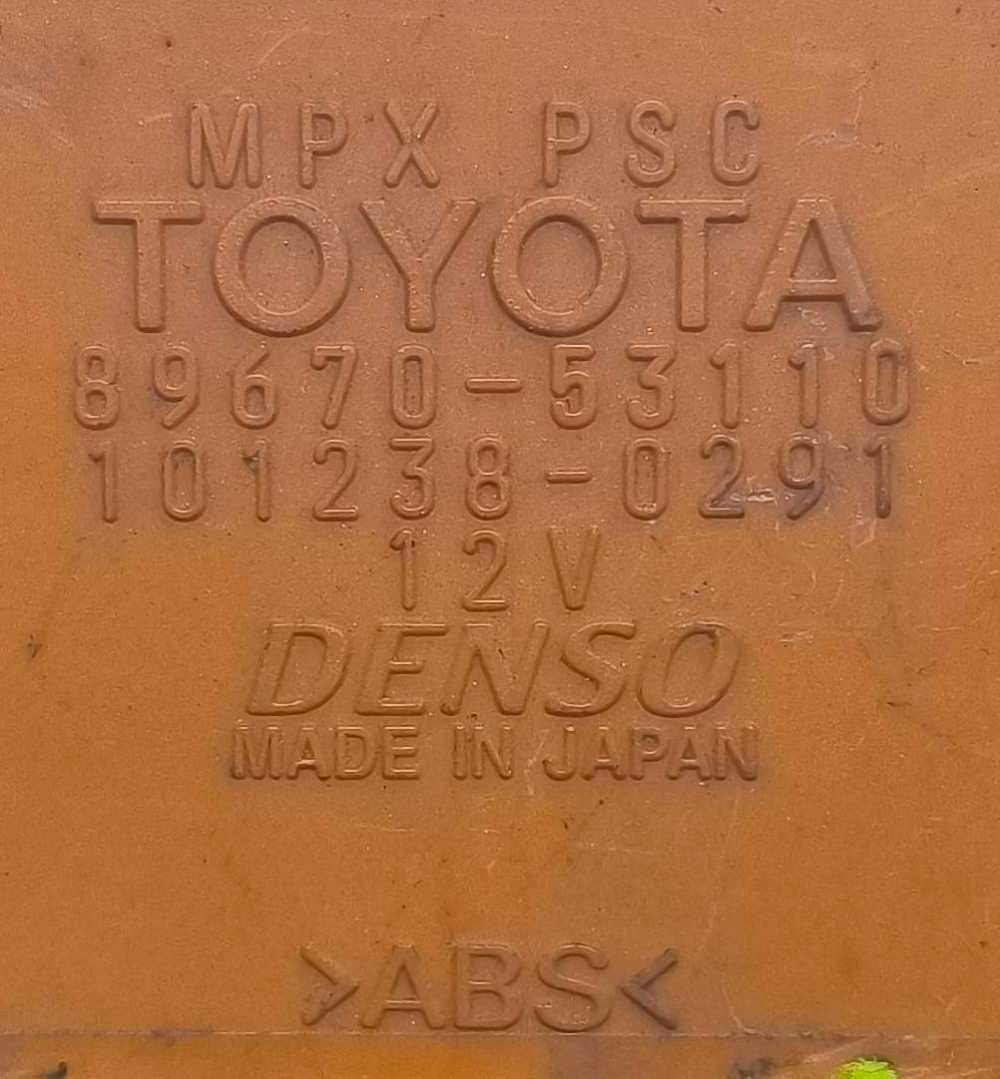 MPX PSC
TOYOTA
89670-53110
101238-0291
12V
DENSO
MADE IN JAPAN
>ABS<